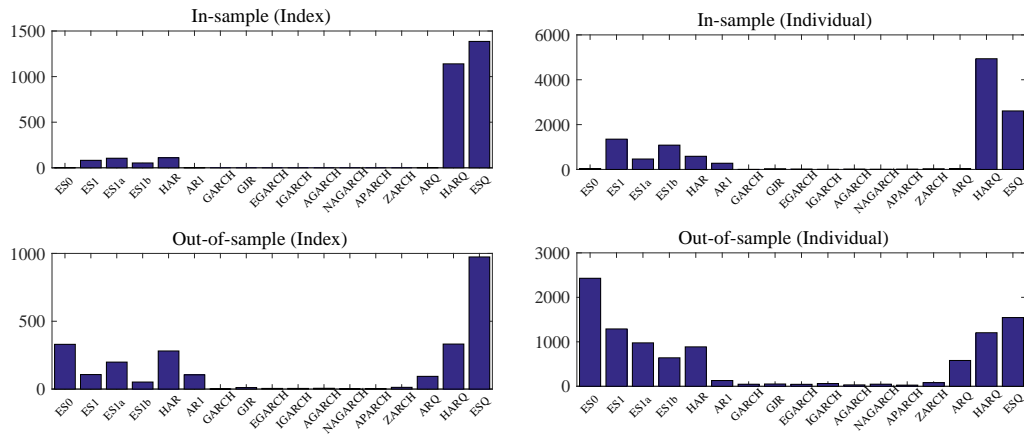 In-sample (Index)
1500
1000
500
0
ES0 ES1 ES1a ES1b HAR AR1 GARCH GJR EGARCH IGARCH AGARCH NAGARCH APARCH ZARCH ARQ HARQ ESQ
In-sample (Individual)
6000
4000
2000
0
ES0 ES1 ES1a ES1b HAR AR1 GARCH GJR EGARCH IGARCH AGARCH NAGARCH APARCH ZARCH ARQ HARQ ESQ
Out-of-sample (Index)
1000
500
0
ES0 ES1 ES1a ES1b HAR AR1 GARCH GJR EGARCH IGARCH AGARCH NAGARCH APARCH ZARCH ARQ HARQ ESQ
Out-of-sample (Individual)
3000
2000
1000
0
ES0 ES1 ES1a ES1b HAR AR1 GARCH GJR EGARCH IGARCH AGARCH NAGARCH APARCH ZARCH ARQ HARQ ESQ